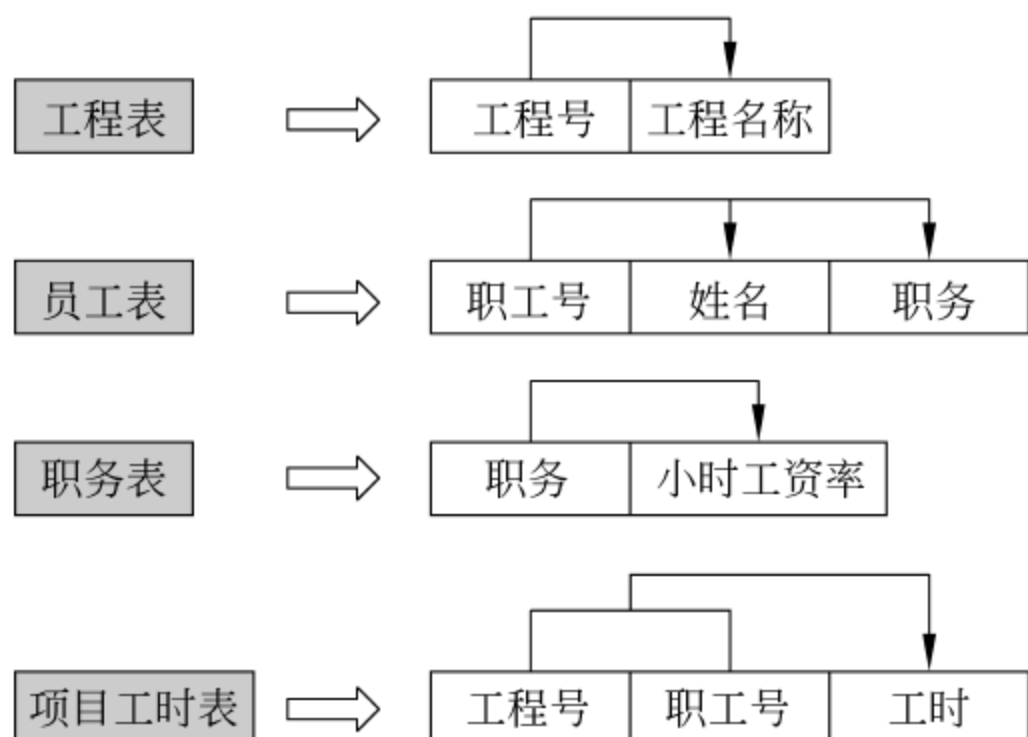 工程表 工程号 工程名称
员工表 职工号 姓名 职务
职务表 职务 小时工资率
项目工时表 工程号 职工号 工时